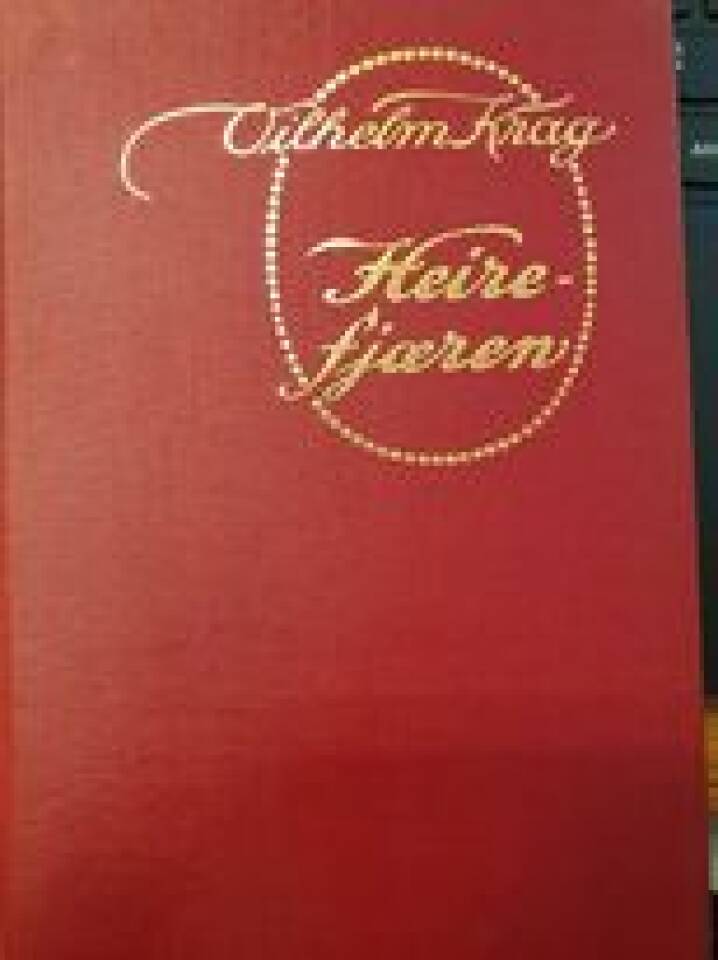 Vilhelm Krag
Heire-
fjæren